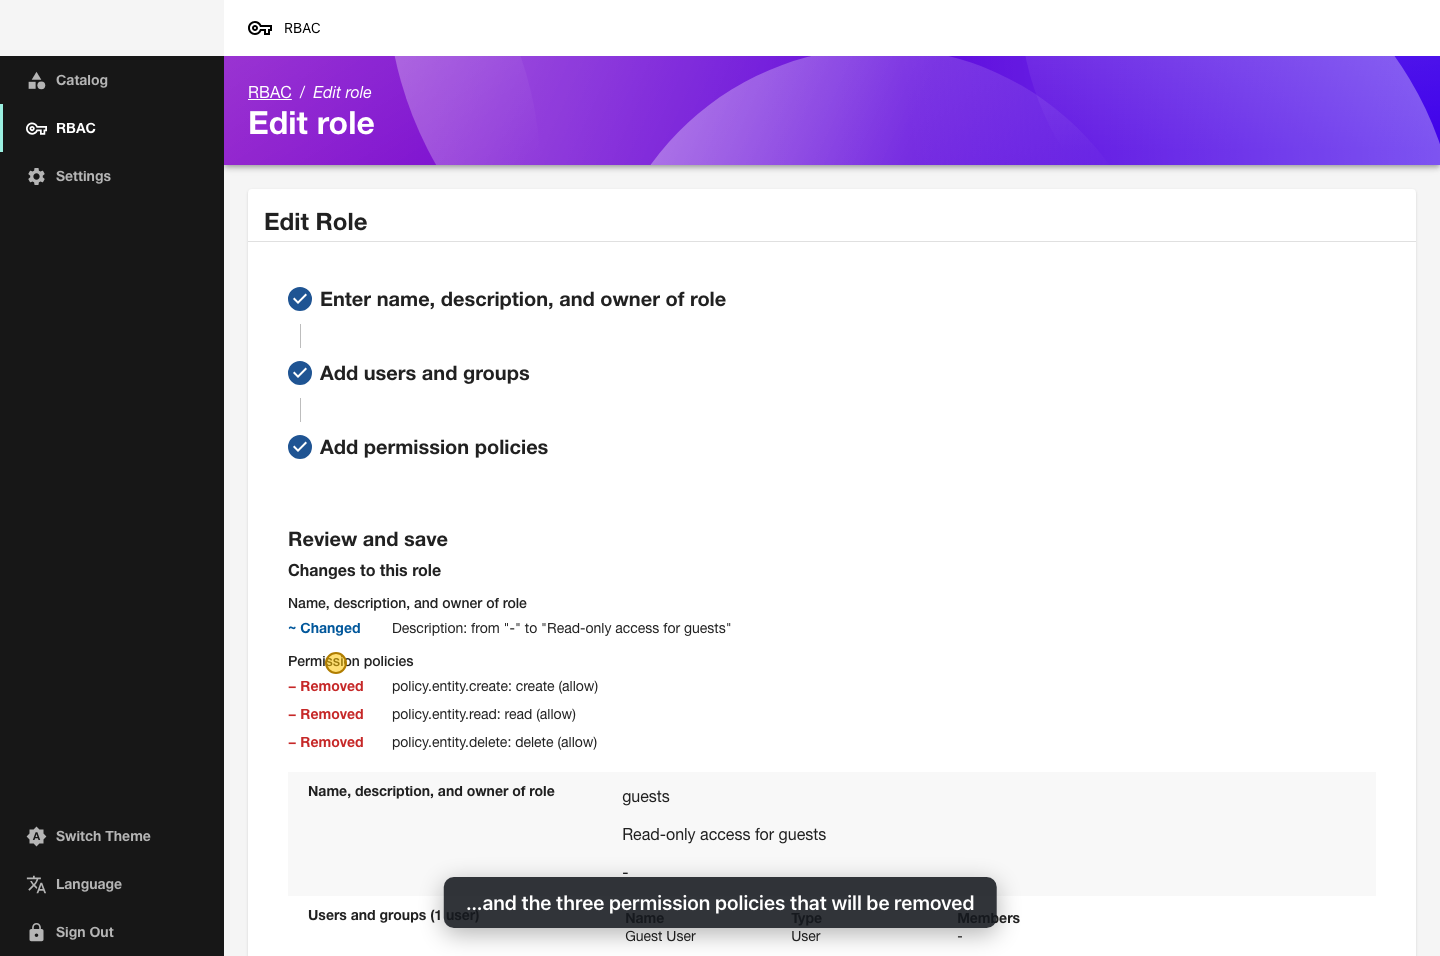 RBAC
Catalog
RBAC
Settings
RBAC / Edit role
Edit role
Edit Role
Enter name, description, and owner of role
Add users and groups
Add permission policies
Review and save
Changes to this role
Name, description, and owner of role
~ Changed Description: from "-" to "Read-only access for guests"
Permission policies
– Removed policy.entity.create: create (allow)
– Removed policy.entity.read: read (allow)
– Removed policy.entity.delete: delete (allow)
Name, description, and owner of role guests
Read-only access for guests
-
...and the three permission policies that will be removed
Users and groups (1 user) Name Type Members
Guest User User -
Switch Theme
Language
Sign Out